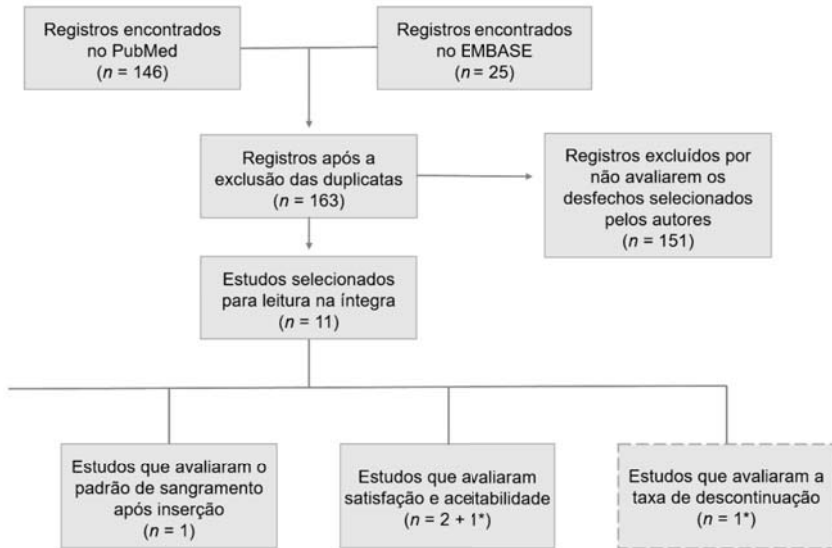 Registros encontrados
no PubMed
(n = 146)
Registros encontrados
no EMBASE
(n = 25)
Registros após a
exclusão das duplicatas
(n = 163)
Registros excluídos por
não avaliarem os
desfechos selecionados
pelos autores
(n = 151)
Estudos selecionados
para leitura na íntegra
(n = 11)
Estudos que avaliaram o
padrão de sangramento
após inserção
(n = 1)
Estudos que avaliaram
satisfação e aceitabilidade
(n = 2 + 1*)
Estudos que avaliaram a
taxa de descontinuação
(n = 1*)